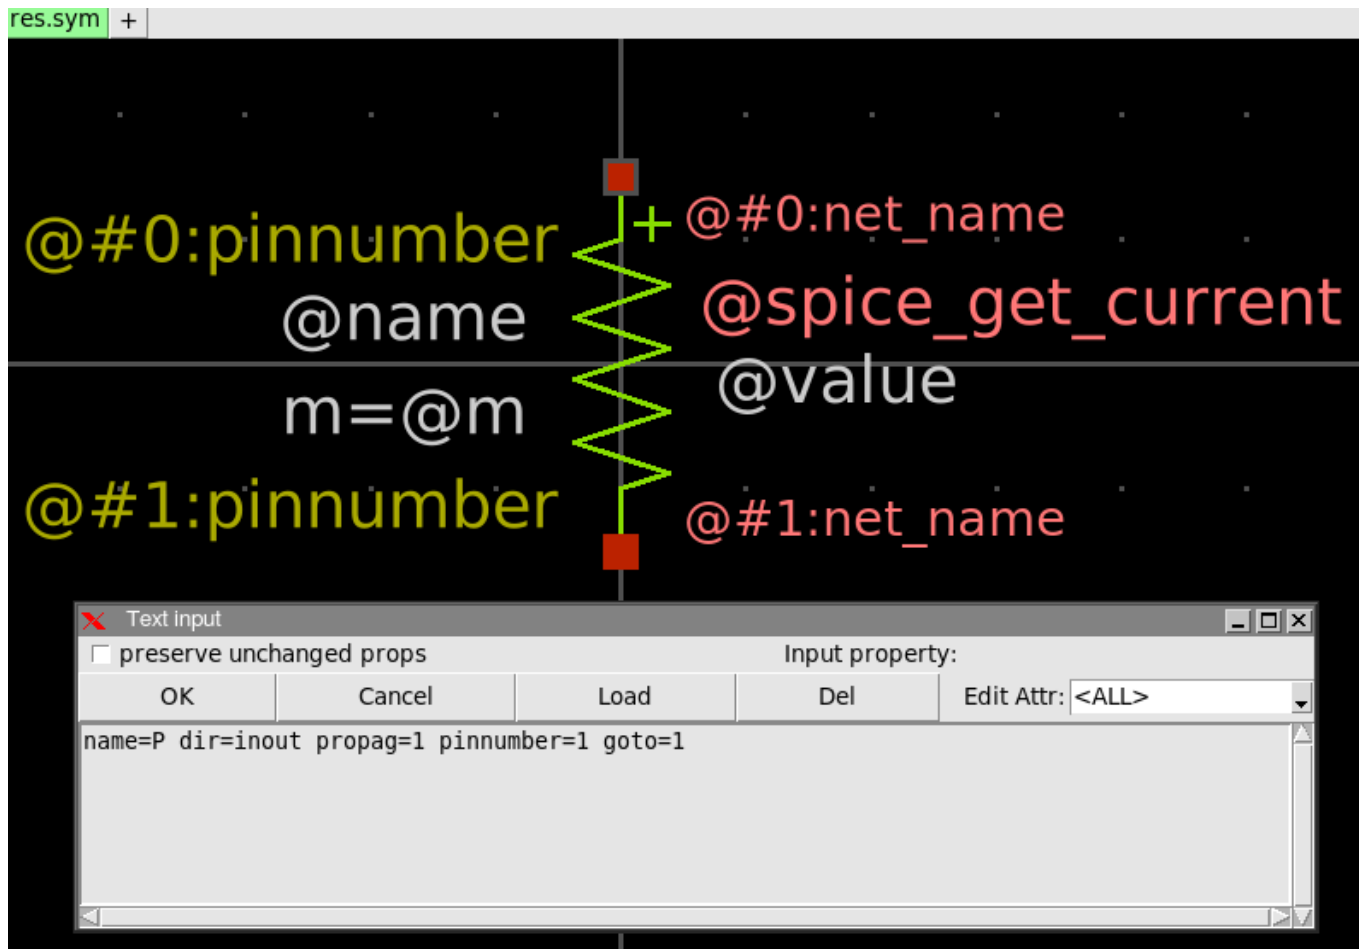 res.sym +
@#0:pinnumber
+ @#0:net_name
@name
@spice_get_current
@value
m=@m
@#1:pinnumber
@#1:net_name
Text input
preserve unchanged props
Input property:
OK Cancel Load Del Edit Attr: <ALL>
name=P dir=inout propag=1 pinnumber=1 goto=1